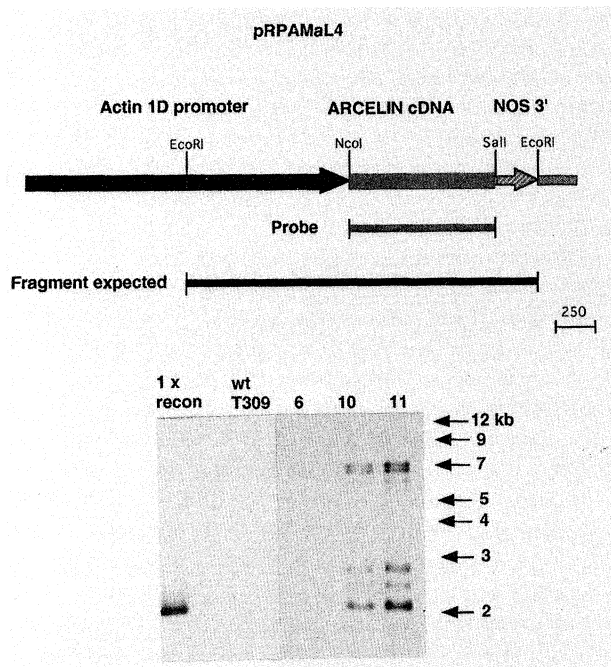 pRPAMaL4
Actin 1D promoter ARCELIN cDNA NOS 3'
EcoRI NcoI SalI EcoRI
Probe
Fragment expected
250
1 x recon
wt T309
6 10 11
12 kb
9
7
5
4
3
2